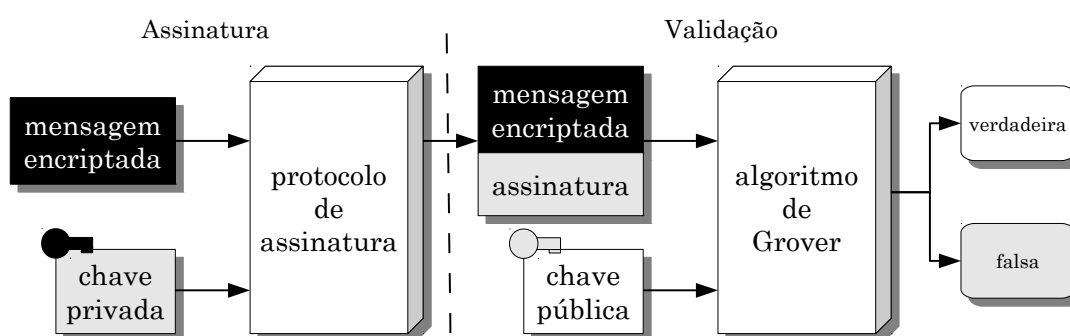 Assinatura
mensagem
encriptada
chave
privada
protocolo
de
assinatura
Validação
mensagem
encriptada
assinatura
chave
pública
algoritmo
de
Grover
verdadeira
falsa